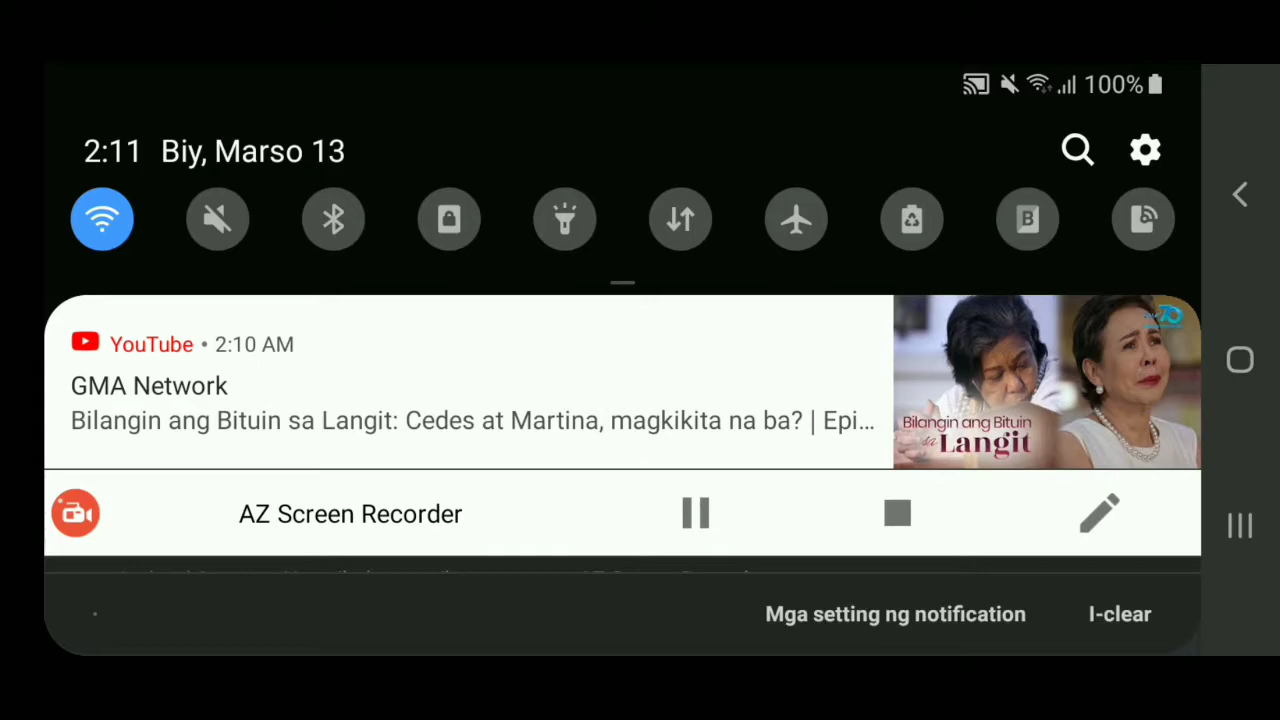 100%
2:11 Biy, Marso 13
B
YouTube • 2:10 AM
GMA Network
Bilangin ang Bituin sa Langit: Cedes at Martina, magkikita na ba? | Epi...
Bilangin ang Bituin
sa Langit
AZ Screen Recorder
Mga setting ng notification I-clear